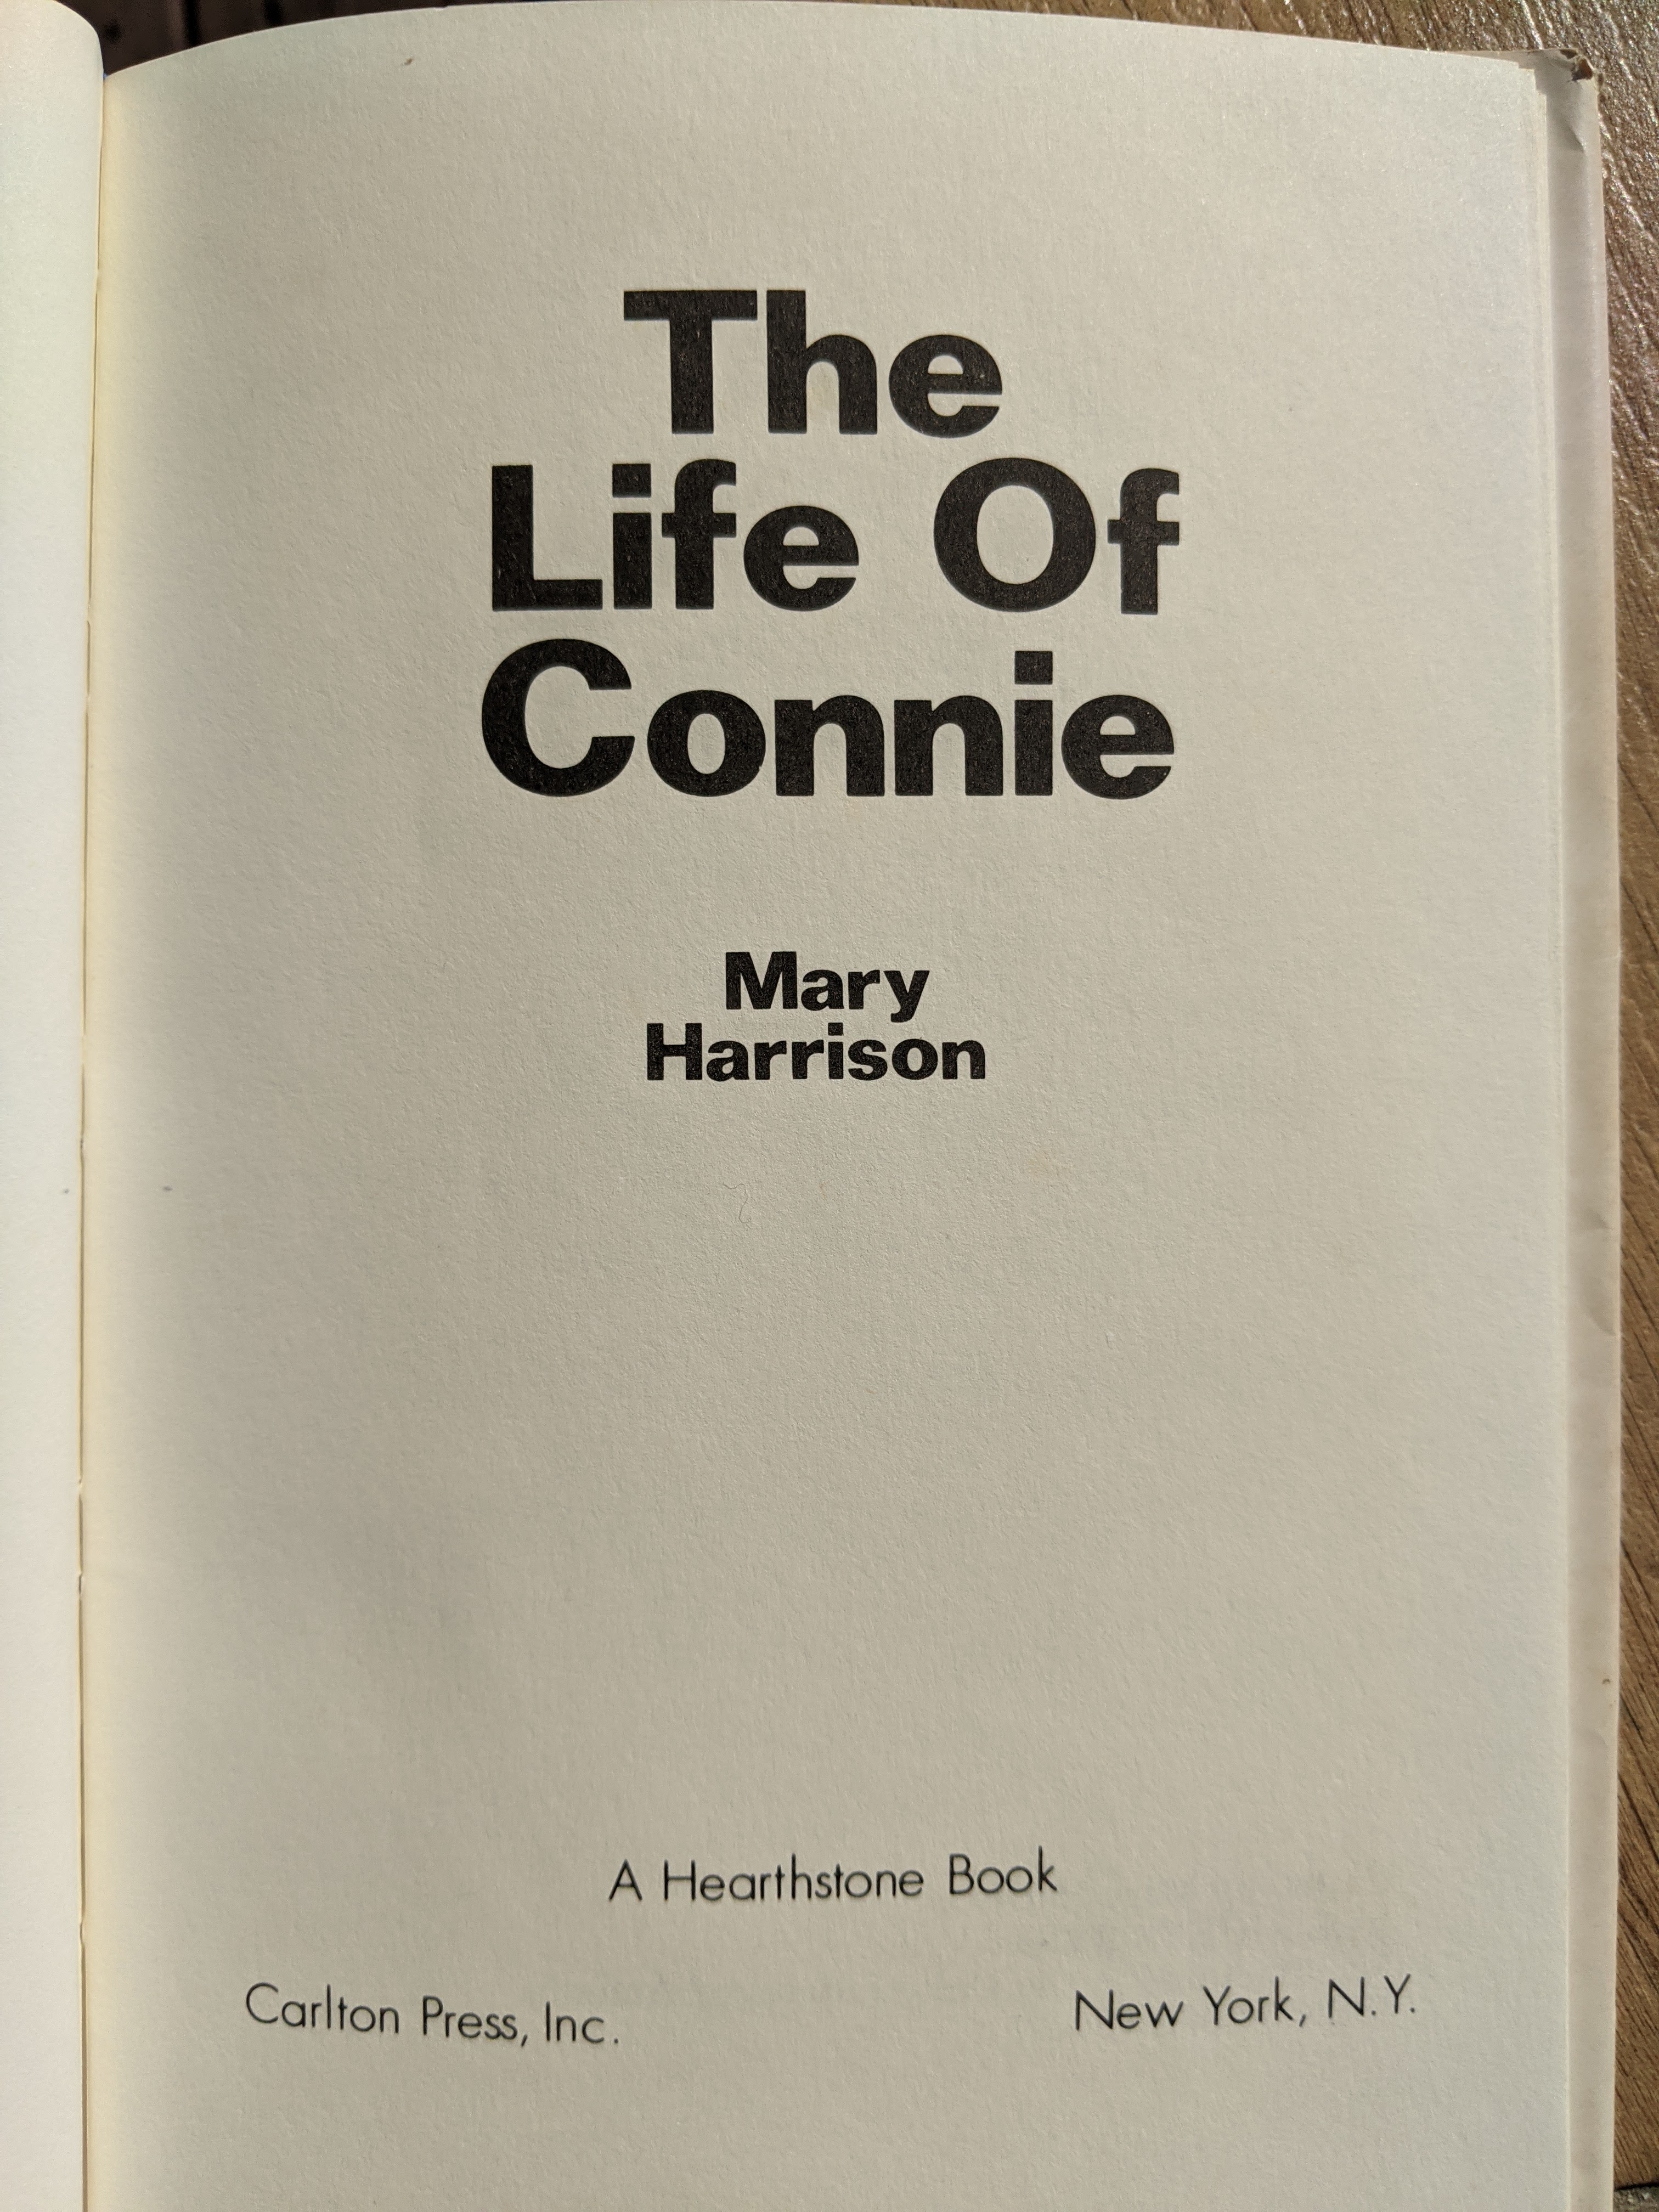 The
Life Of
Connie
Mary
Harrison
A Hearthstone Book
Carlton Press, Inc.
New York, N.Y.